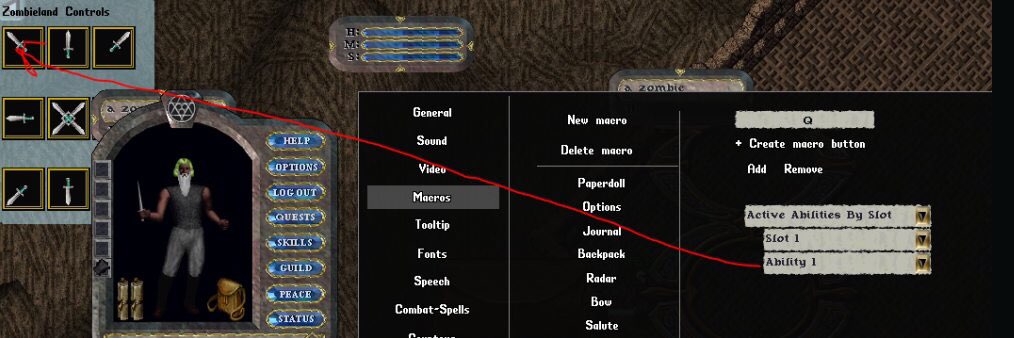 Zombieland Controls
H:
M:
S:
a zombie
a zo
HELP
OPTIONS
LOG OUT
QUESTS
SKILLS
GUILD
PEACE
STATUS
General
Sound
Video
Macros
Tooltip
Fonts
Speech
Combat-Spells
New macro
Delete macro
Paperdoll
Options
Journal
Backpack
Radar
Bow
Salute
Q
+ Create macro button
Add Remove
Active Abilities By Slot
Slot 1
Ability 1